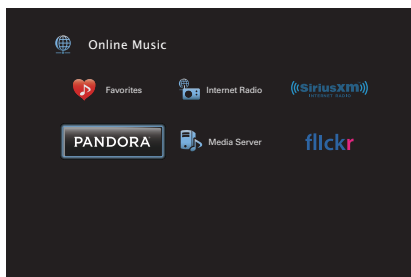 Online Music
Favorites
Internet Radio
((SiriusXM))
INTERNET RADIO
PANDORA
Media Server
flickr